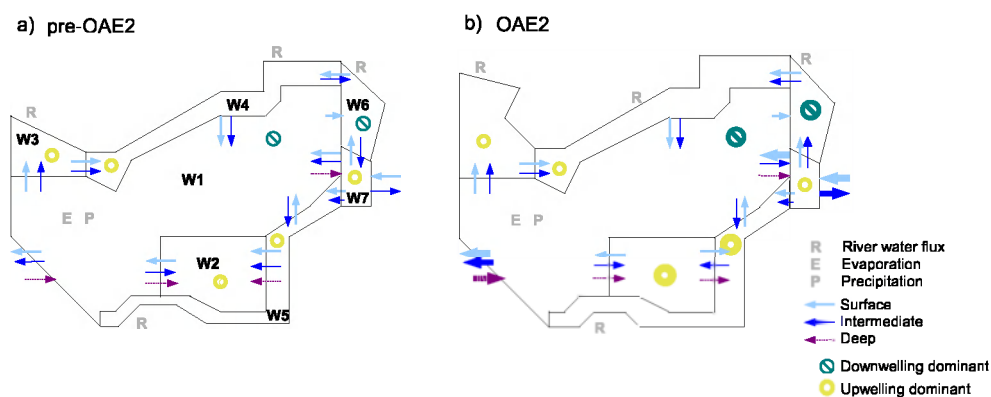 a) pre-OAE2
b) OAE2
R
R
R
R
R
W4
W6
W3
W1
W7
E P
E P
W2
W5
R
R
R River water flux
E Evaporation
P Precipitation
Surface
Intermediate
Deep
Downwelling dominant
Upwelling dominant